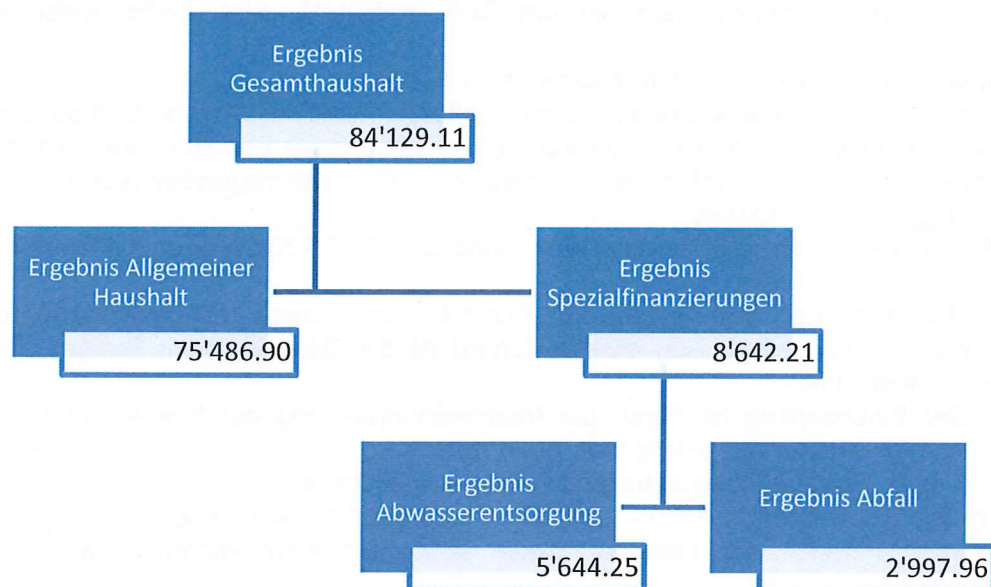 Ergebnis
Gesamthaushalt
84'129.11
Ergebnis Allgemeiner
Haushalt
75'486.90
Ergebnis
Spezialfinanzierungen
8'642.21
Ergebnis
Abwasserentsorgung
5'644.25
Ergebnis Abfall
2'997.96